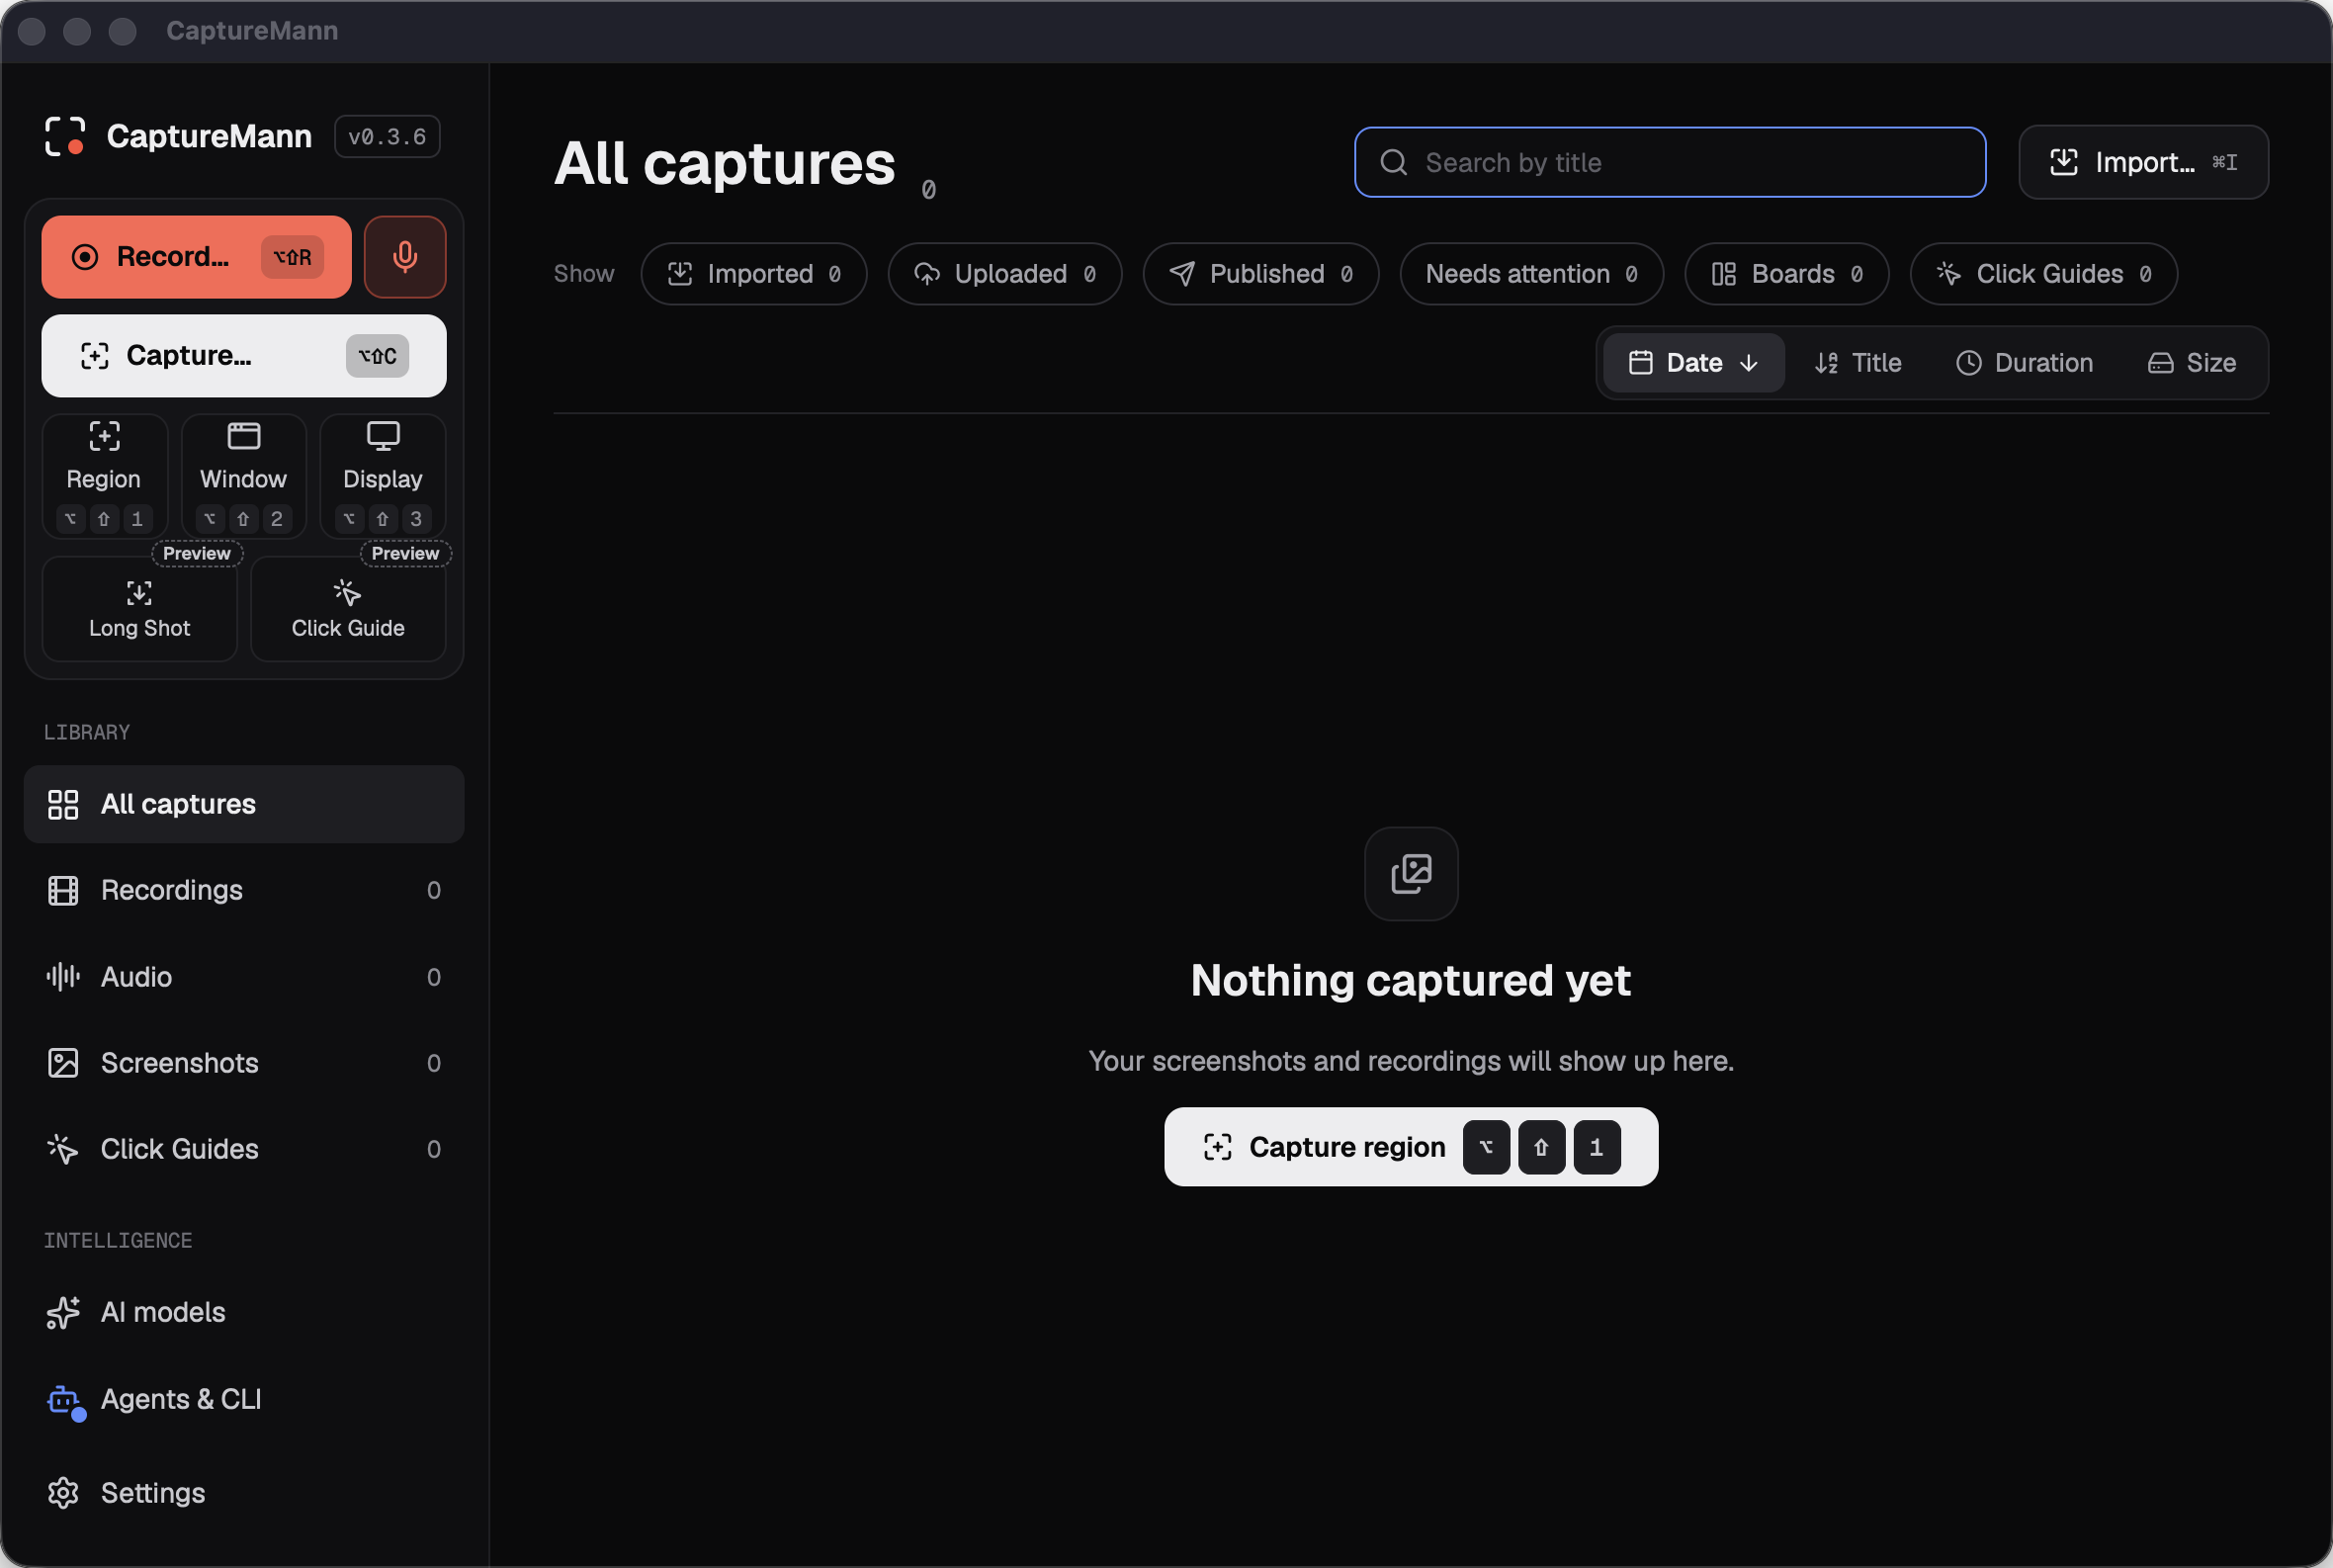 CaptureMann
CaptureMann v0.3.6
Record... ⌥⇧R
Capture... ⌥⇧C
Region
⌥ ⇧ 1
Window
⌥ ⇧ 2
Display
⌥ ⇧ 3
Preview
Long Shot
Preview
Click Guide
LIBRARY
All captures
Recordings 0
Audio 0
Screenshots 0
Click Guides 0
INTELLIGENCE
AI models
Agents & CLI
Settings
All captures 0
Search by title
Import... ⌘I
Show Imported 0 Uploaded 0 Published 0 Needs attention 0 Boards 0 Click Guides 0
Date ↓ Title Duration Size
Nothing captured yet
Your screenshots and recordings will show up here.
Capture region ⌥ ⇧ 1